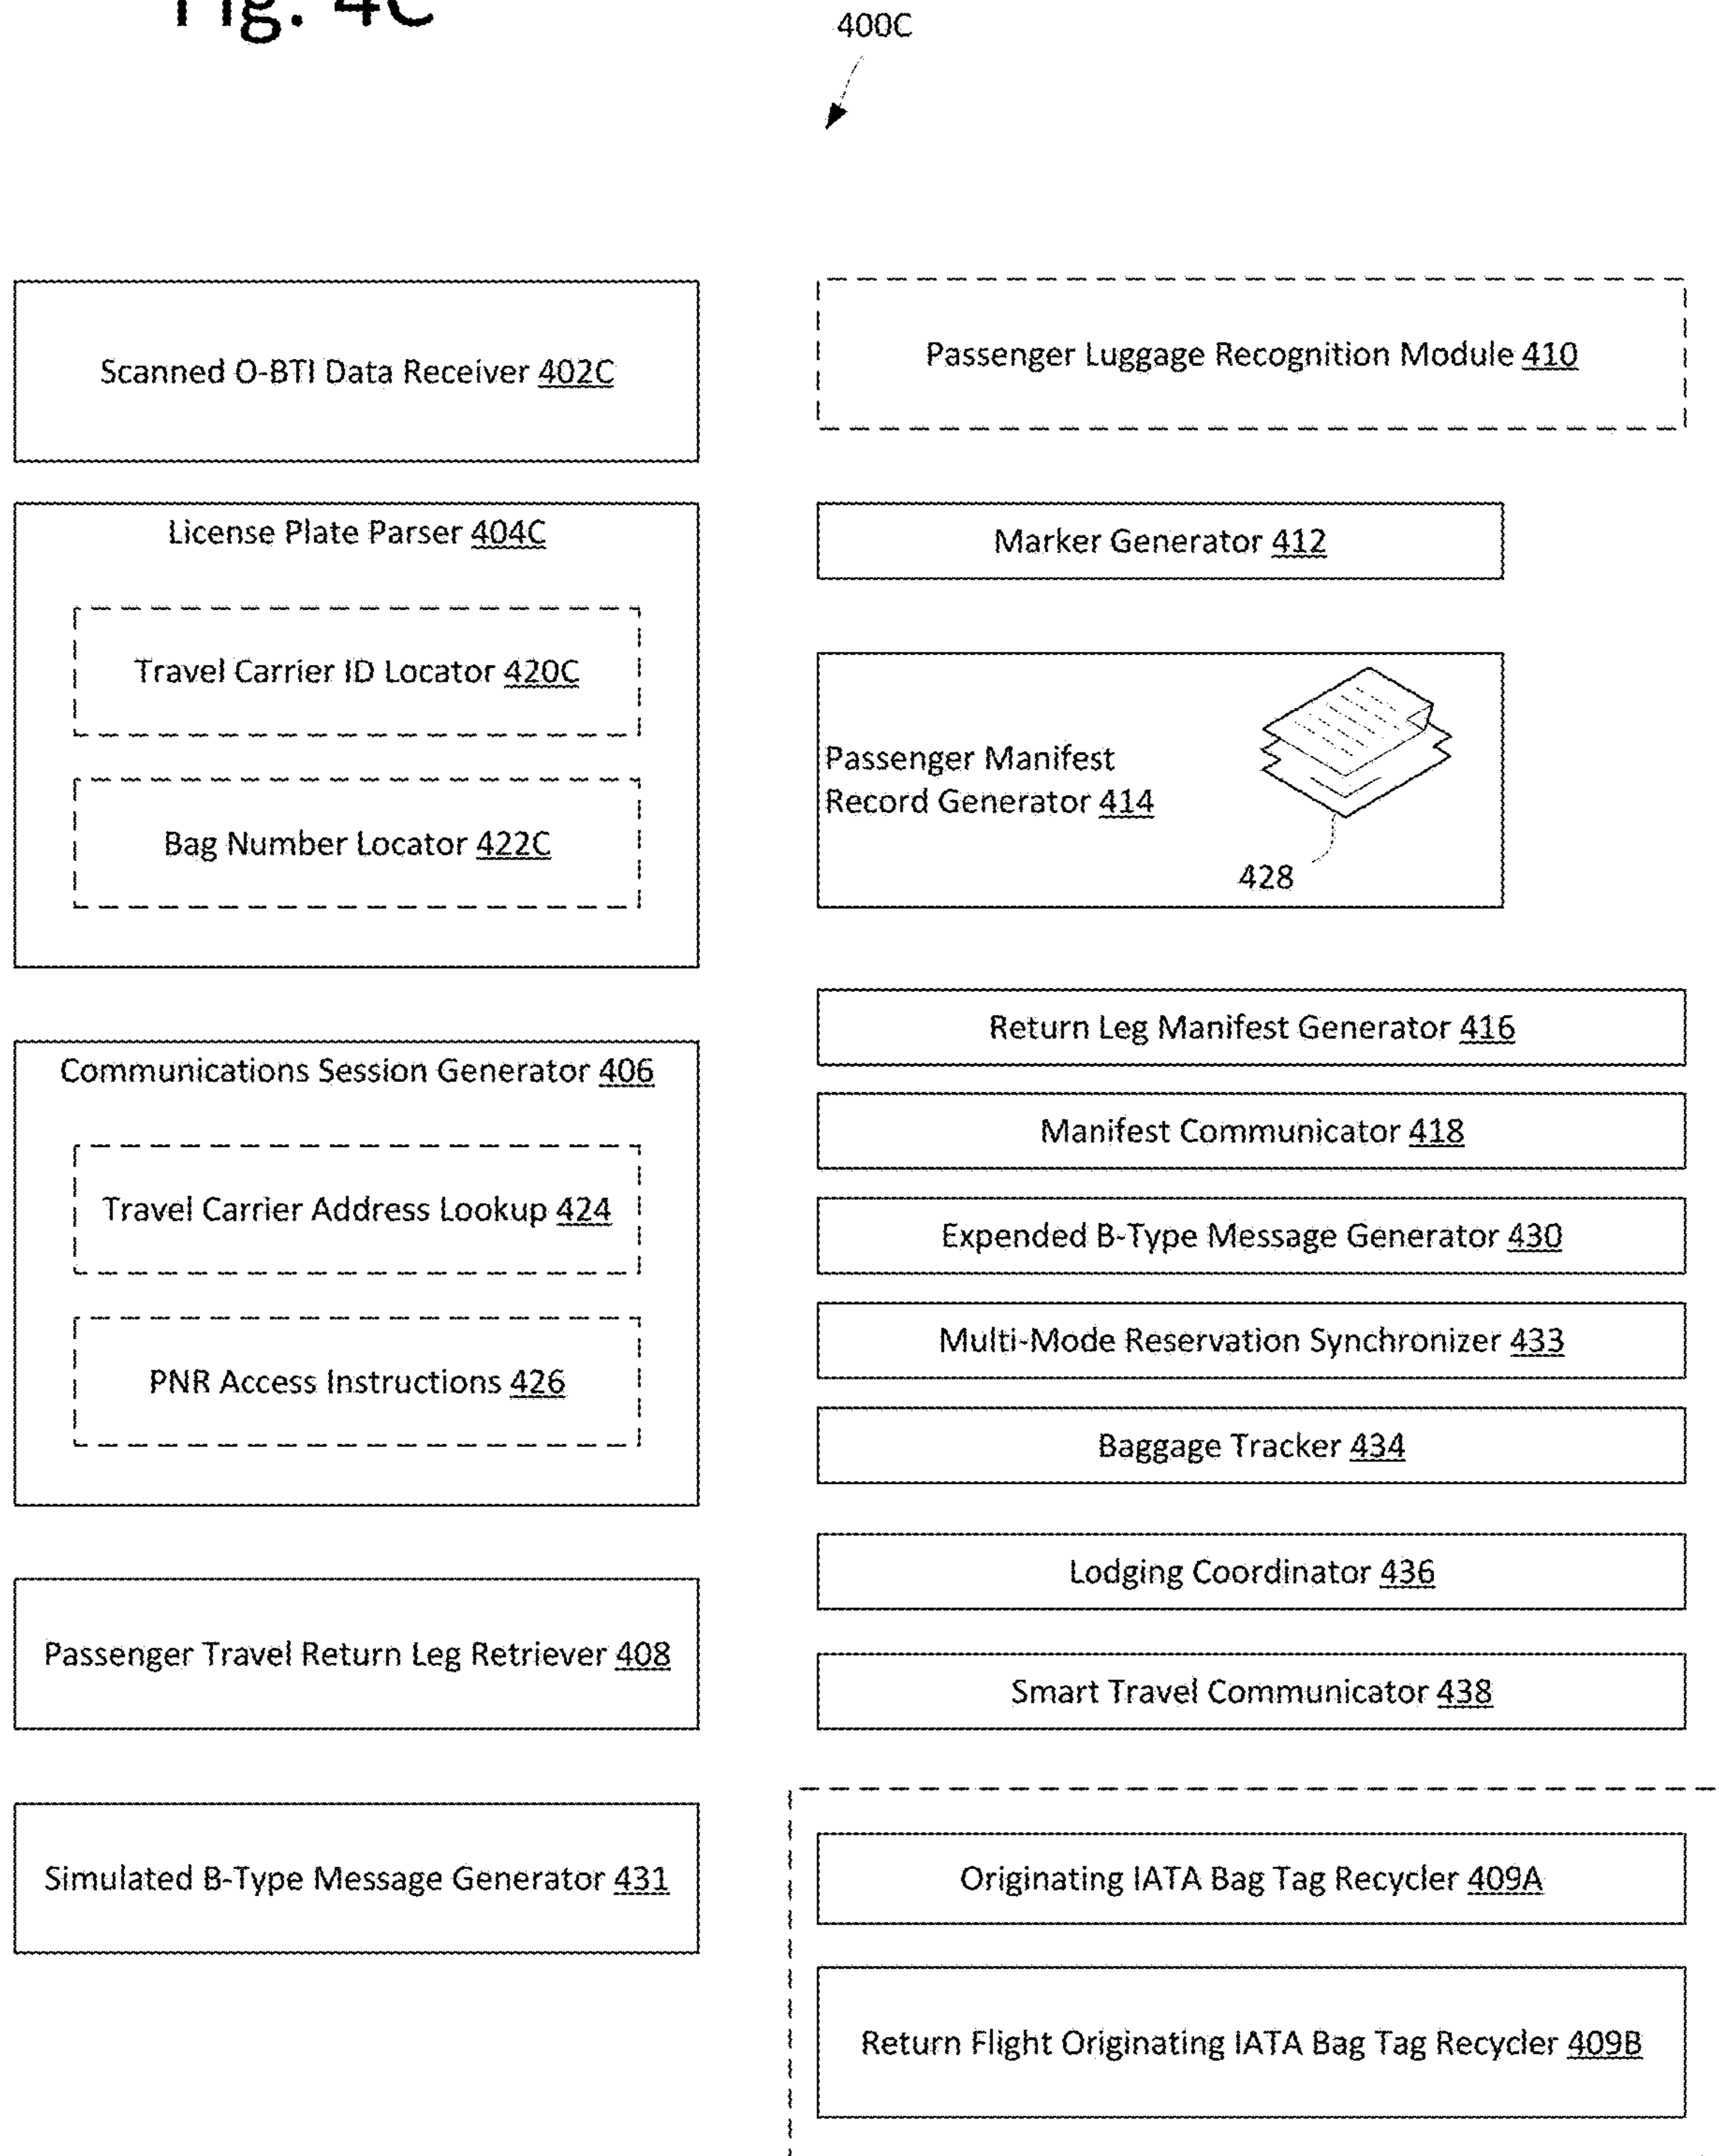 Fig. 4C
400C
Scanned O-BTI Data Receiver 402C
License Plate Parser 404C
Travel Carrier ID Locator 420C
Bag Number Locator 422C
Communications Session Generator 406
Travel Carrier Address Lookup 424
PNR Access Instructions 426
Passenger Travel Return Leg Retriever 408
Simulated B-Type Message Generator 431
Passenger Luggage Recognition Module 410
Marker Generator 412
Passenger Manifest
Record Generator 414
428
Return Leg Manifest Generator 416
Manifest Communicator 418
Expended B-Type Message Generator 430
Multi-Mode Reservation Synchronizer 433
Baggage Tracker 434
Lodging Coordinator 436
Smart Travel Communicator 438
Originating IATA Bag Tag Recycler 409A
Return Flight Originating IATA Bag Tag Recycler 409B